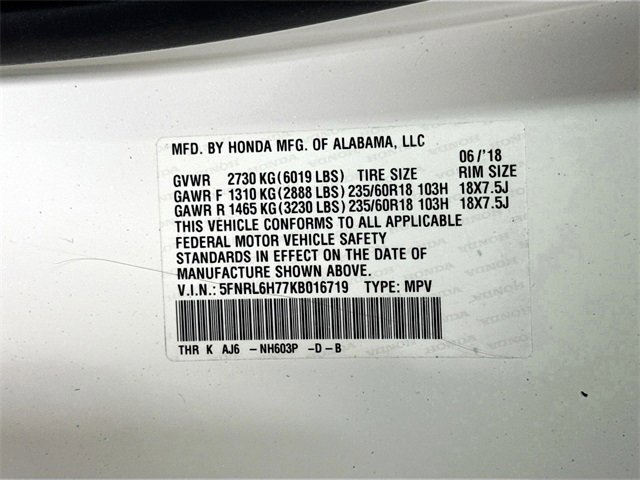 MFD. BY HONDA MFG. OF ALABAMA, LLC
06/'18
GVWR 2730 KG(6019 LBS) TIRE SIZE RIM SIZE
GAWR F 1310 KG(2888 LBS) 235/60R18 103H 18X7.5J
GAWR R 1465 KG(3230 LBS) 235/60R18 103H 18X7.5J
THIS VEHICLE CONFORMS TO ALL APPLICABLE
FEDERAL MOTOR VEHICLE SAFETY
STANDARDS IN EFFECT ON THE DATE OF
MANUFACTURE SHOWN ABOVE.
V.I.N.: 5FNRL6H77KB016719 TYPE: MPV
THR K AJ6 -NH603P -D-B